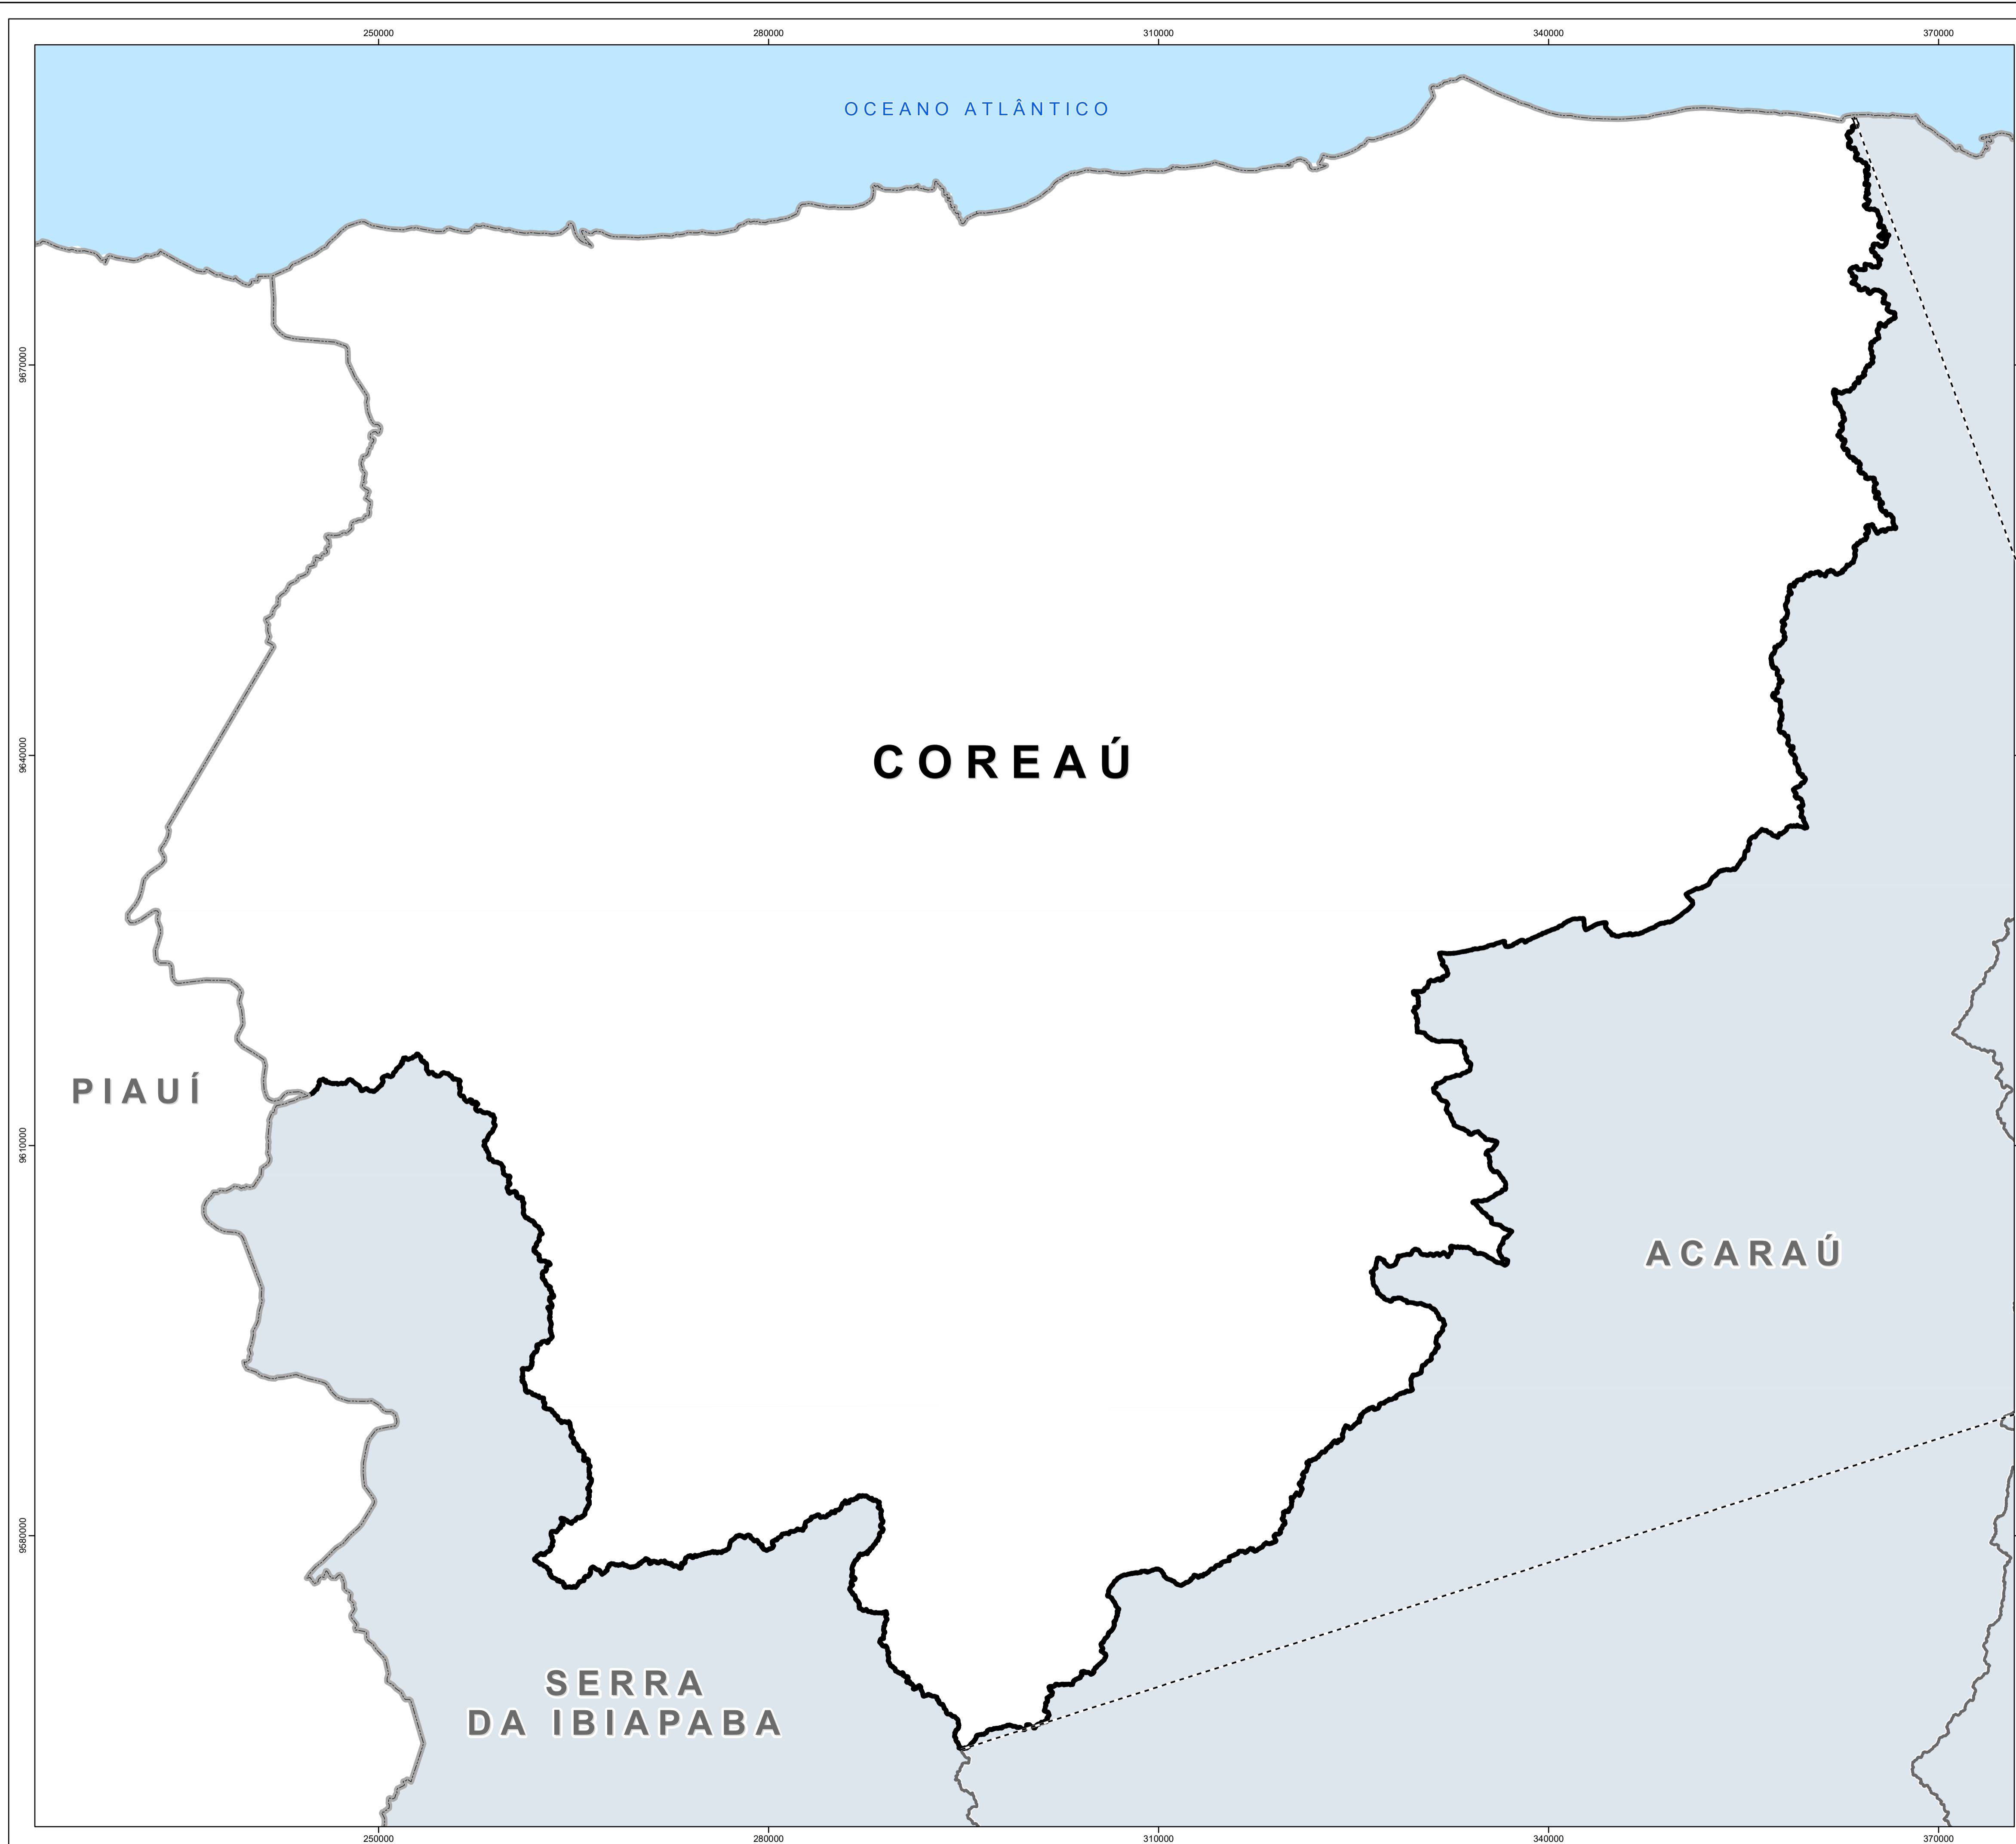 250000 280000 310000 340000 370000
OCEANO ATLÂNTICO
9670000
COREAÚ
9640000
PIAUÍ
9610000
ACARAÚ
9580000
SERRA
DA IBIAPABA
250000 280000 310000 340000 370000